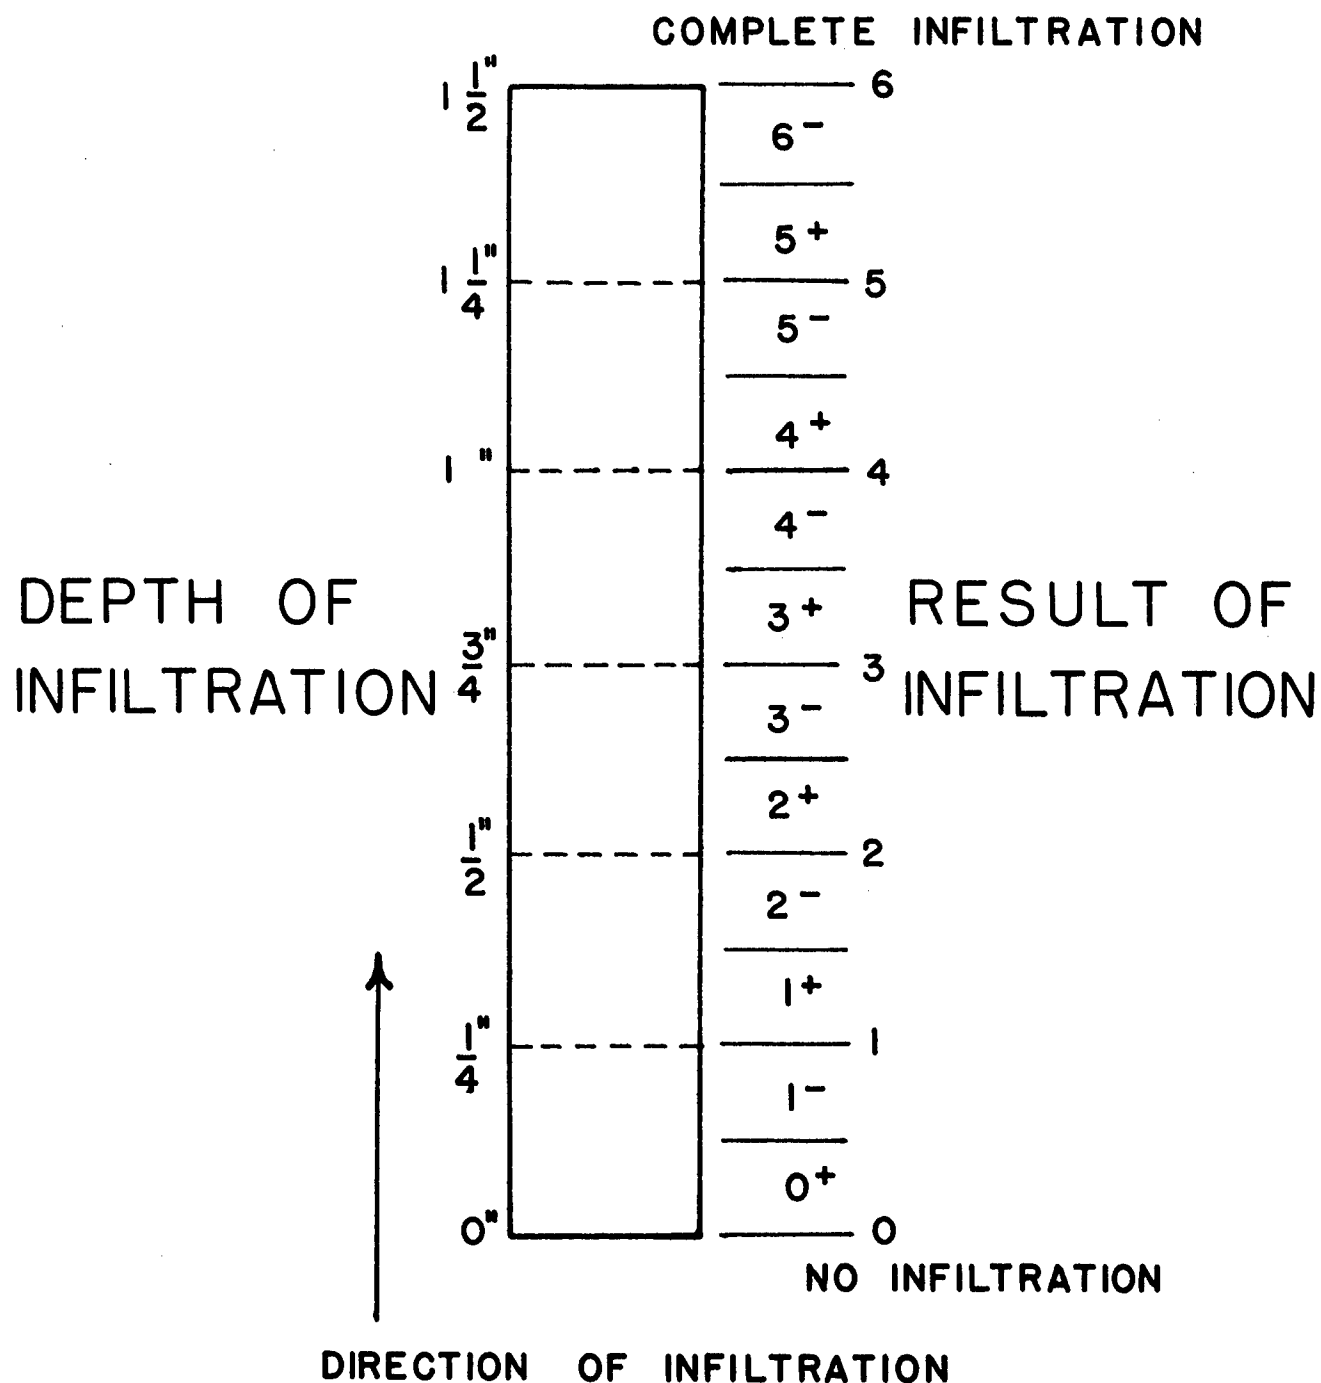 COMPLETE INFILTRATION
1 1/2" 6
6-
5+
1 1/4" 5
5-
4+
1" 4
4-
DEPTH OF INFILTRATION
RESULT OF INFILTRATION
3+
3/4" 3
3-
2+
1/2" 2
2-
1+
1/4" 1
1-
0+
0" 0
NO INFILTRATION
DIRECTION OF INFILTRATION